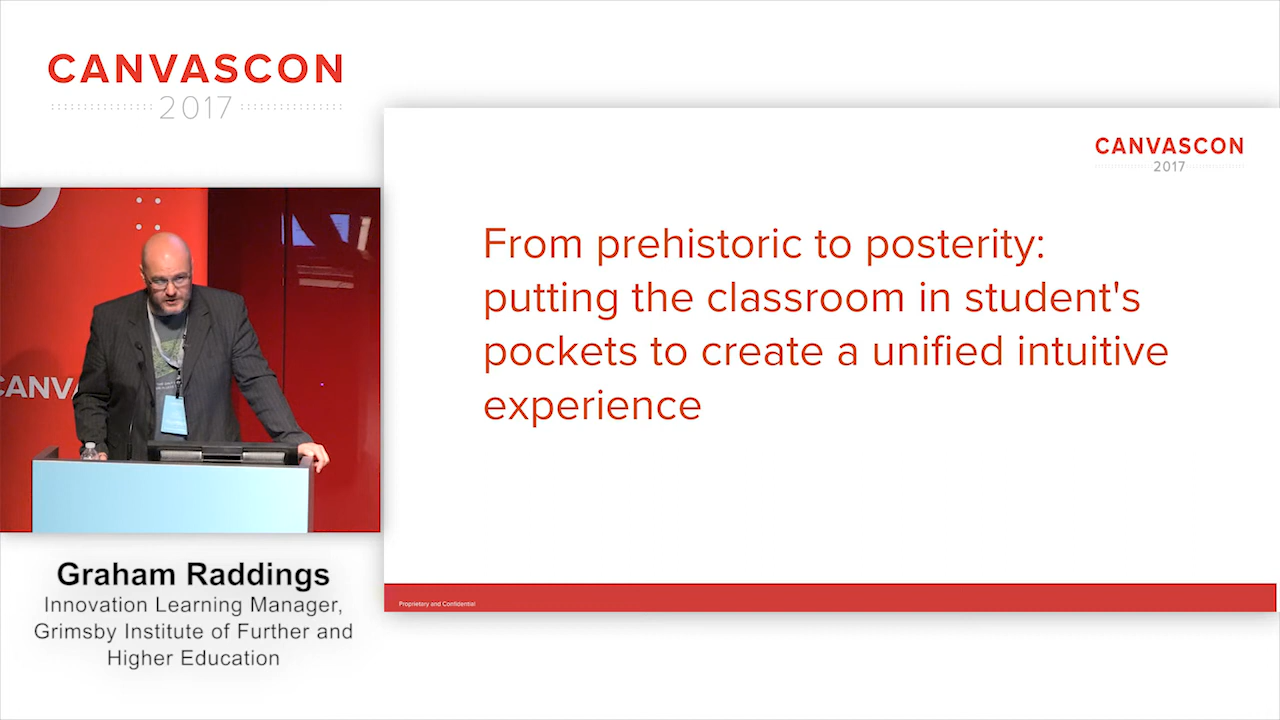 CANVASCON
2017
CANVASCON
2017
From prehistoric to posterity:
putting the classroom in student's
pockets to create a unified intuitive
experience
CANV
Graham Raddings
Innovation Learning Manager,
Grimsby Institute of Further and
Higher Education
Proprietary and Confidential